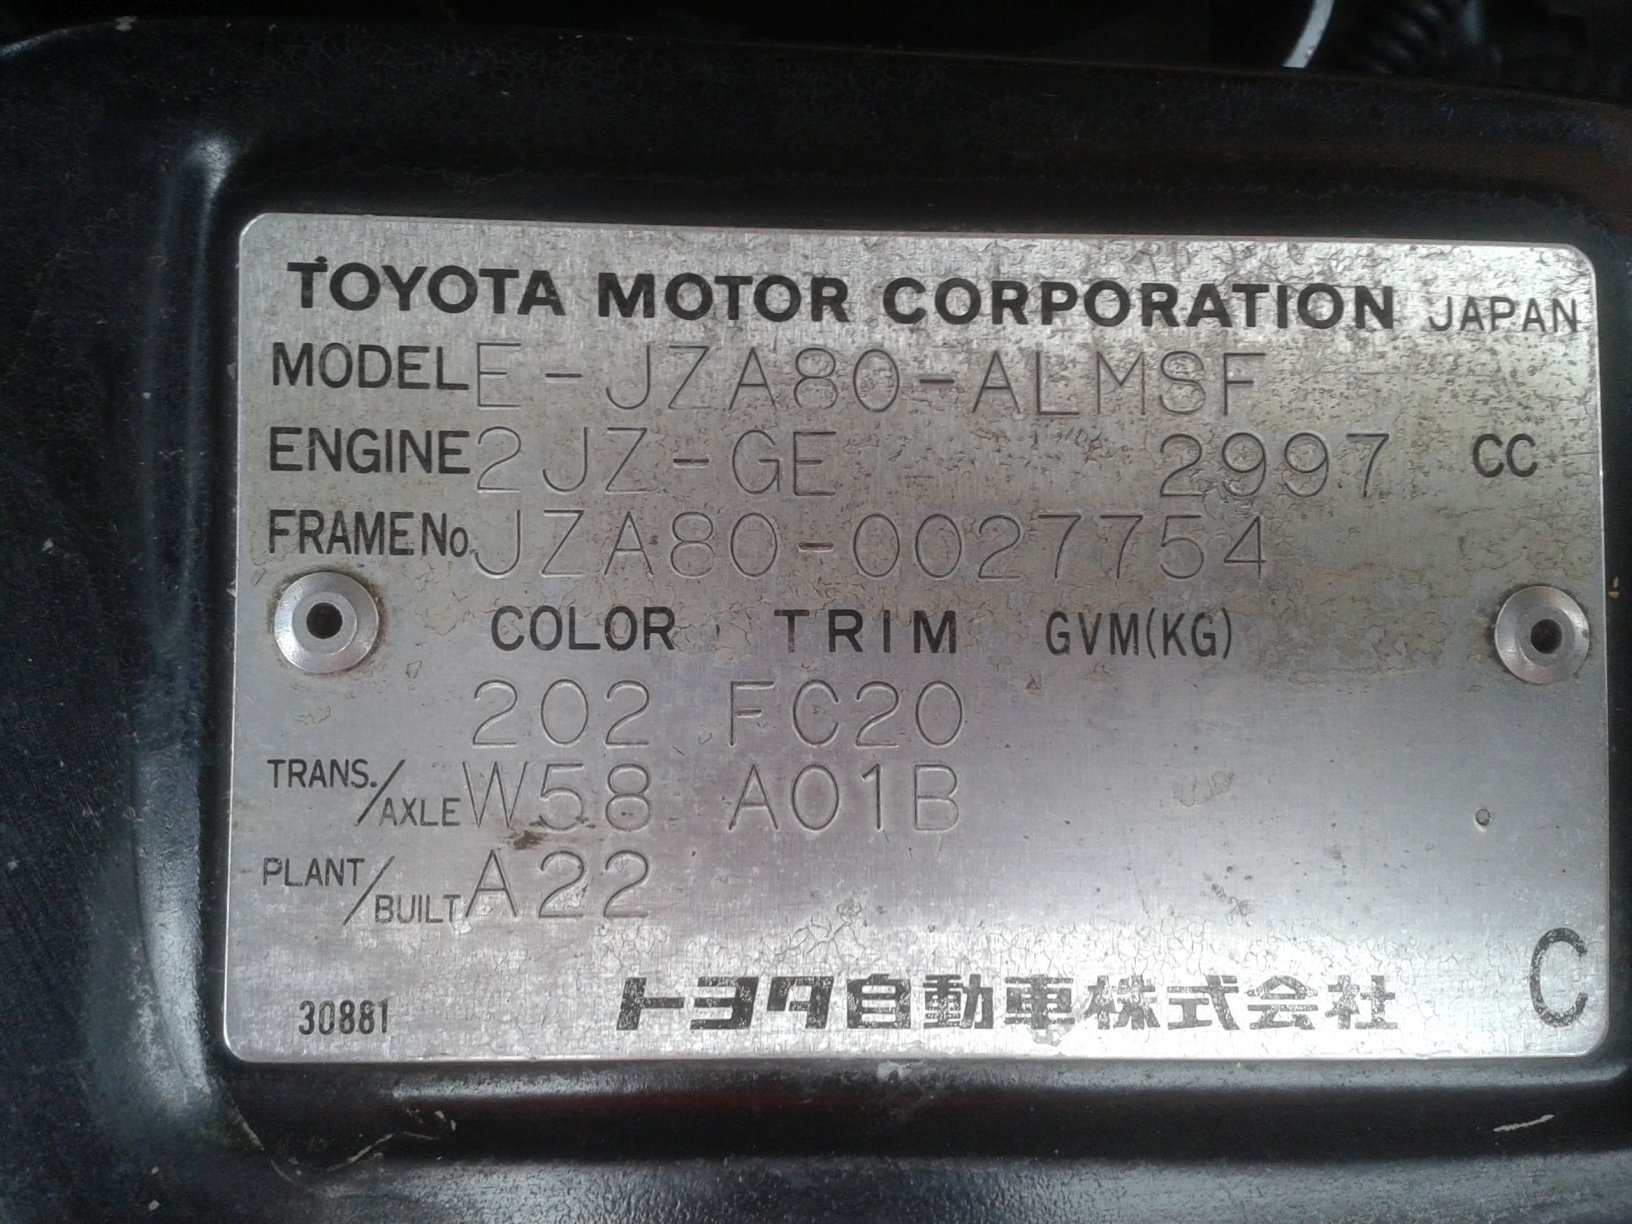 TOYOTA MOTOR CORPORATION JAPAN
MODEL E-JZA80-ALMSF
ENGINE 2JZ-GE 2997 CC
FRAME No. JZA80-0027754
COLOR TRIM GVM(KG)
202 FC20
TRANS./AXLE W58 A01B
PLANT/BUILT A22
30881 トヨタ自動車株式会社 C